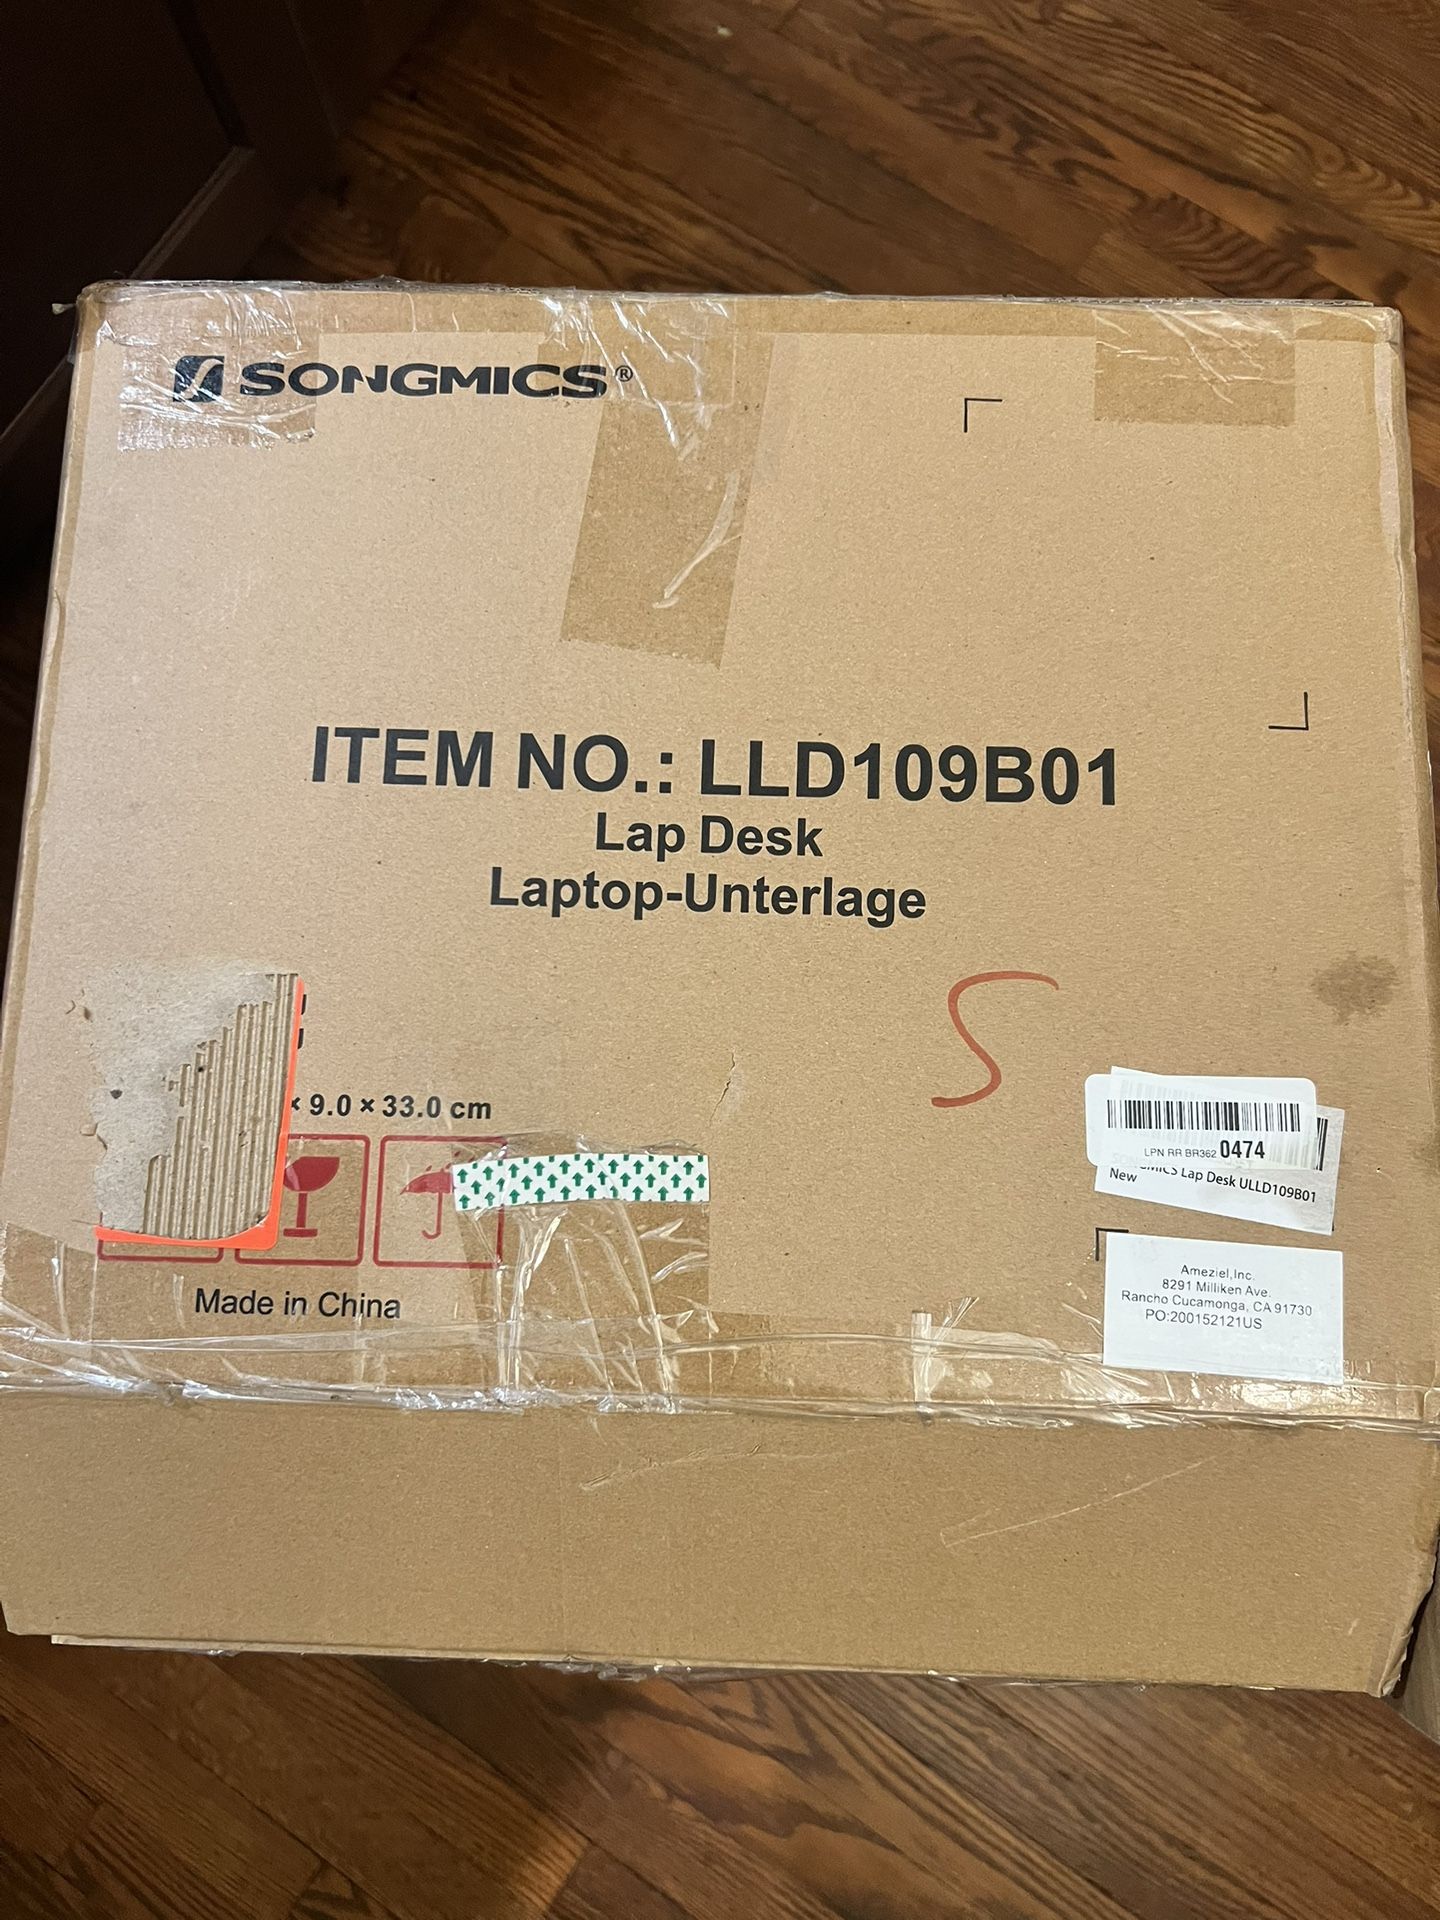 SONGMICS®
ITEM NO.: LLD109B01
Lap Desk
Laptop-Unterlage
S
× 9.0 × 33.0 cm
LPN RR BR362 0474
MICS Lap Desk ULLD109B01
New
Made in China
Ameziel,Inc.
8291 Milliken Ave.
Rancho Cucamonga, CA 91730
PO:200152121US